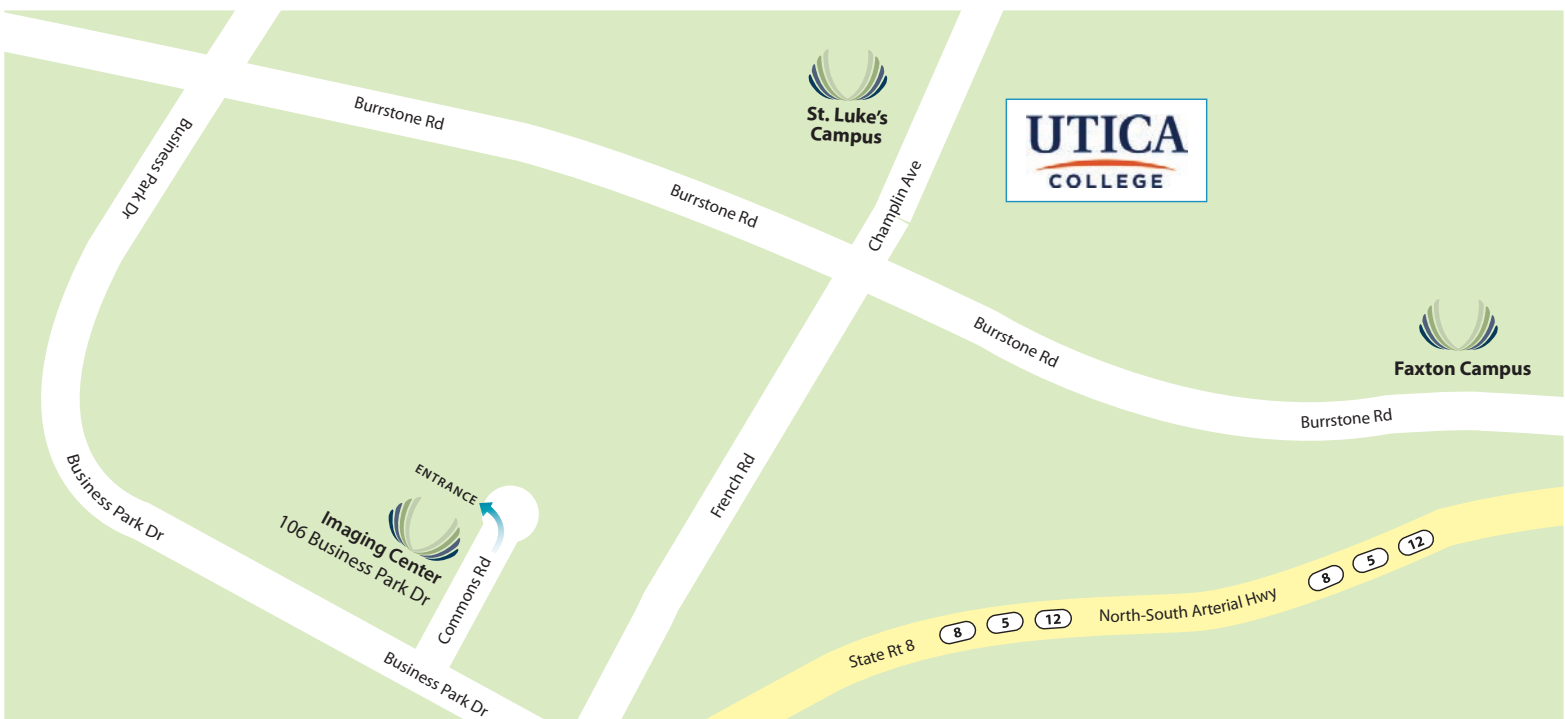 Burrstone Rd
St. Luke's
Campus
UTICA
COLLEGE
Business Park Dr
Burrstone Rd
Champlin Ave
Burrstone Rd
Faxton Campus
Burrstone Rd
Business Park Dr
ENTRANCE
Imaging Center
106 Business Park Dr
Commons Rd
French Rd
Business Park Dr
State Rt 8
8 5 12
North-South Arterial Hwy
8 5 12